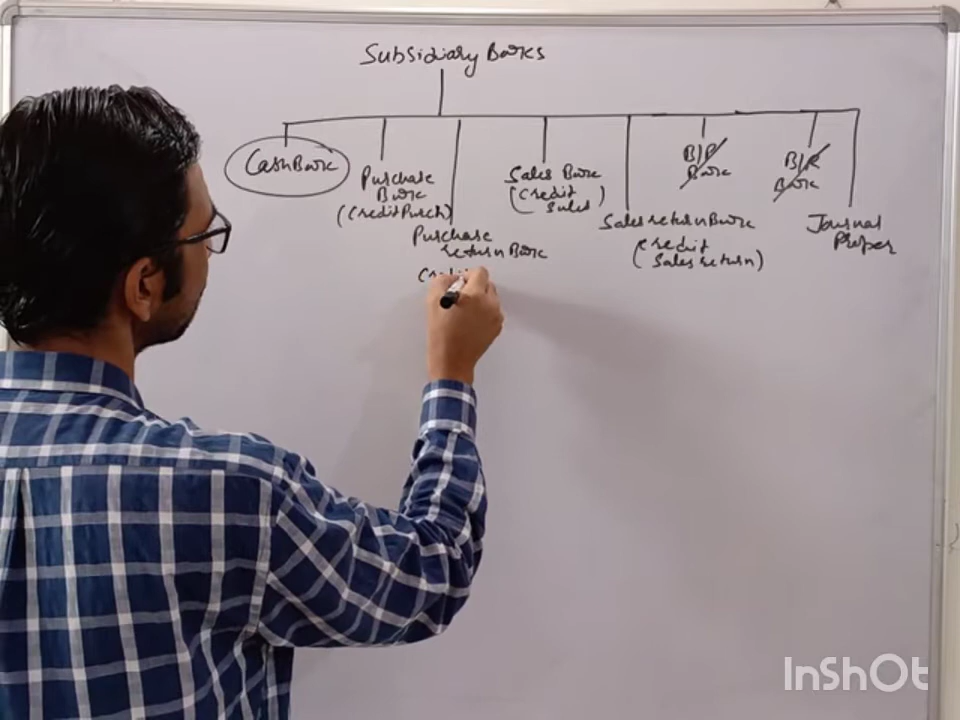 Subsidiary Books
Cash Book
Purchase
Book
(Credit Purch)
Purchase
return Book
Sales Book
(Credit
Sales)
Sales return Book
(Credit
Sales return)
B/P
Book
B/R
Book
Journal
Proper
InShOt